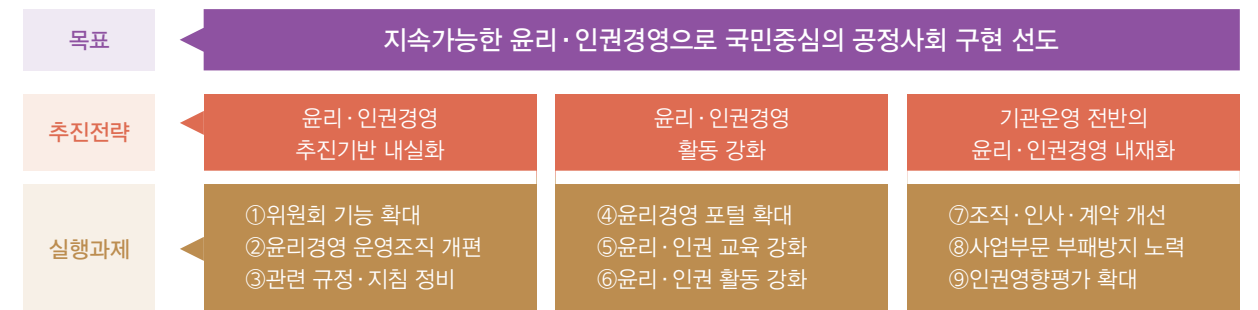 목표
지속가능한 윤리·인권경영으로 국민중심의 공정사회 구현 선도
추진전략
윤리·인권경영
추진기반 내실화
윤리·인권경영
활동 강화
기관운영 전반의
윤리·인권경영 내재화
실행과제
①위원회 기능 확대
②윤리경영 운영조직 개편
③관련 규정·지침 정비
④윤리경영 포털 확대
⑤윤리·인권 교육 강화
⑥윤리·인권 활동 강화
⑦조직·인사·계약 개선
⑧사업부문 부패방지 노력
⑨인권영향평가 확대